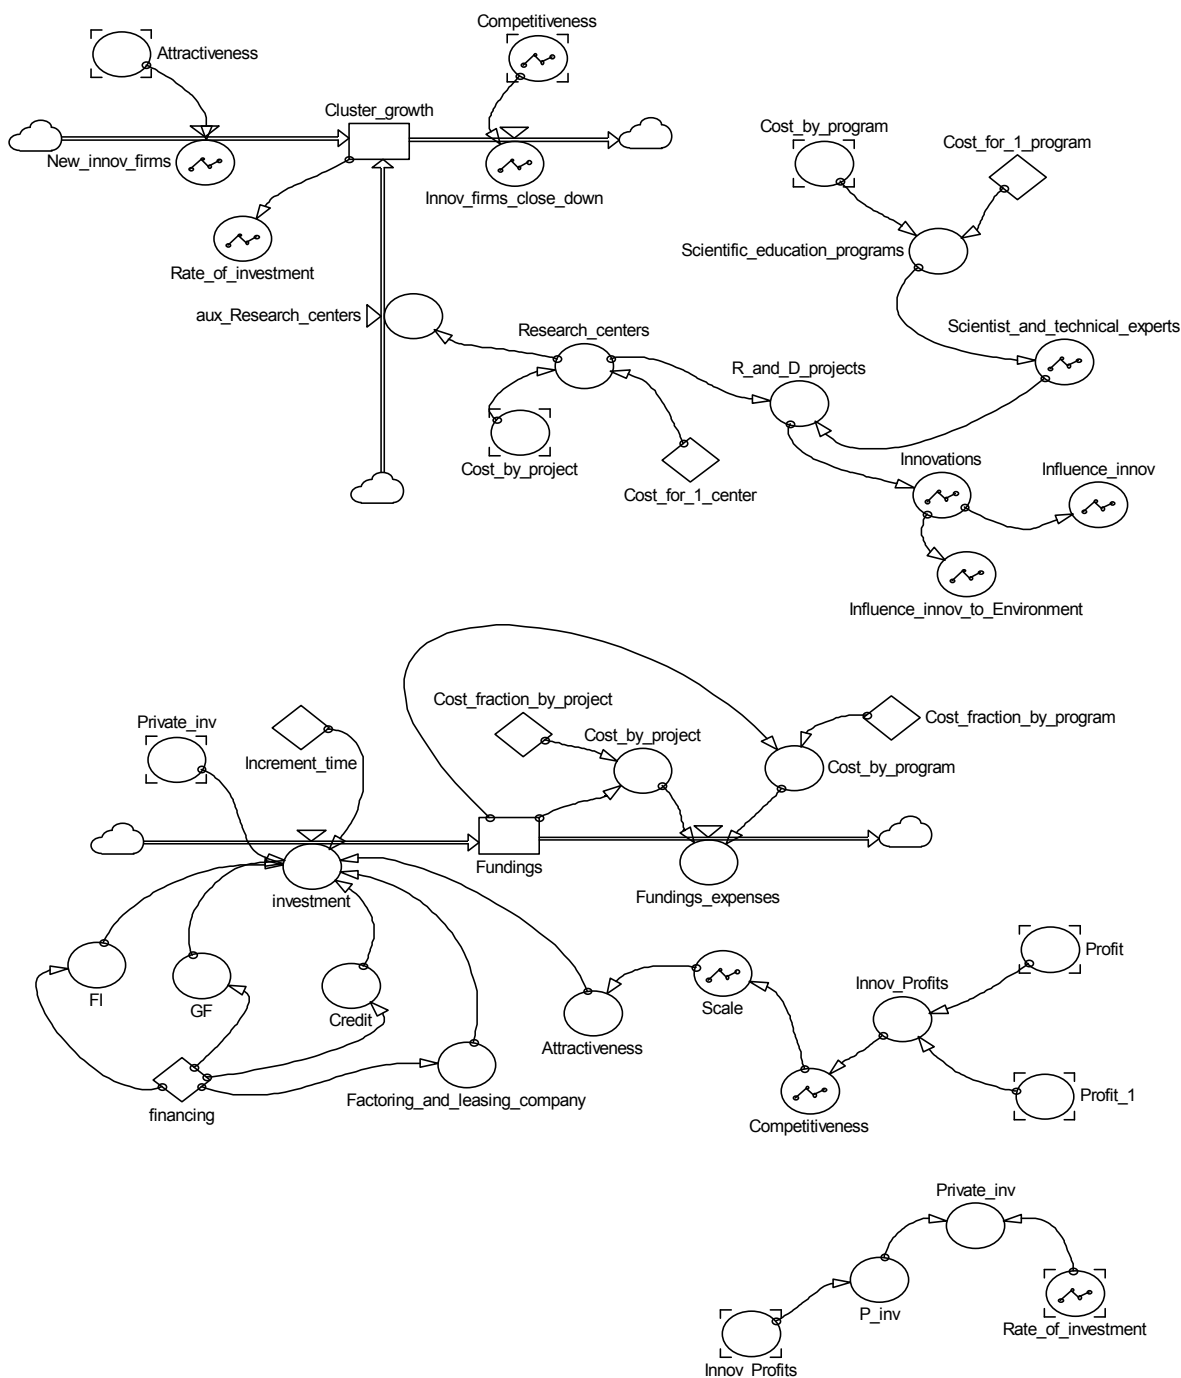 Competitiveness
Attractiveness
Cluster_growth
Cost_by_program
Cost_for_1_program
New_innov_firms
Innov_firms_close_down
Scientific_education_programs
Rate_of_investment
aux_Research_centers
Research_centers
Scientist_and_technical_experts
R_and_D_projects
Cost_by_project
Cost_for_1_center
Innovations
Influence_innov
Influence_innov_to_Environment
Cost_fraction_by_project
Private_inv
Cost_by_project
Cost_fraction_by_program
Increment_time
Cost_by_program
Fundings
Fundings_expenses
investment
Profit
Innov_Profits
FI
GF
Credit
Scale
Attractiveness
Factoring_and_leasing_company
financing
Profit_1
Competitiveness
Private_inv
P_inv
Rate_of_investment
Innov_Profits